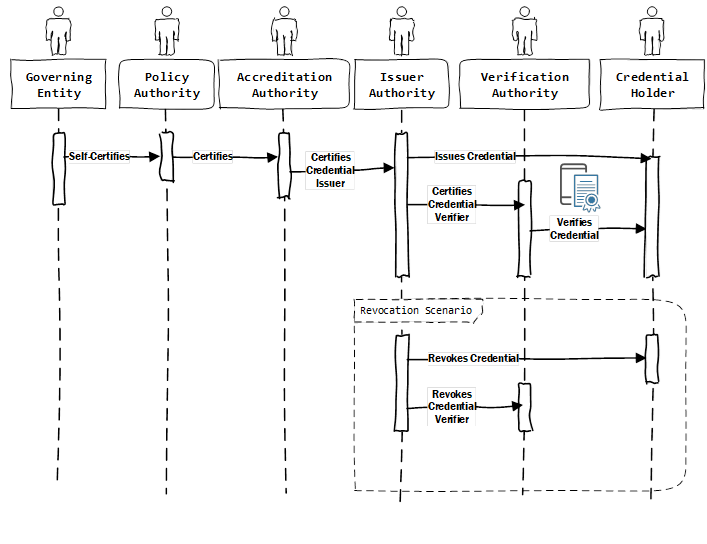 Governing
Entity
Policy
Authority
Accreditation
Authority
Issuer
Authority
Verification
Authority
Credential
Holder
Self-Certifies
Certifies
Certifies
Credential
Issuer
Issues Credential
Certifies
Credential
Verifier
Verifies
Credential
Revocation Scenario
Revokes Credential
Revokes
Credential
Verifier